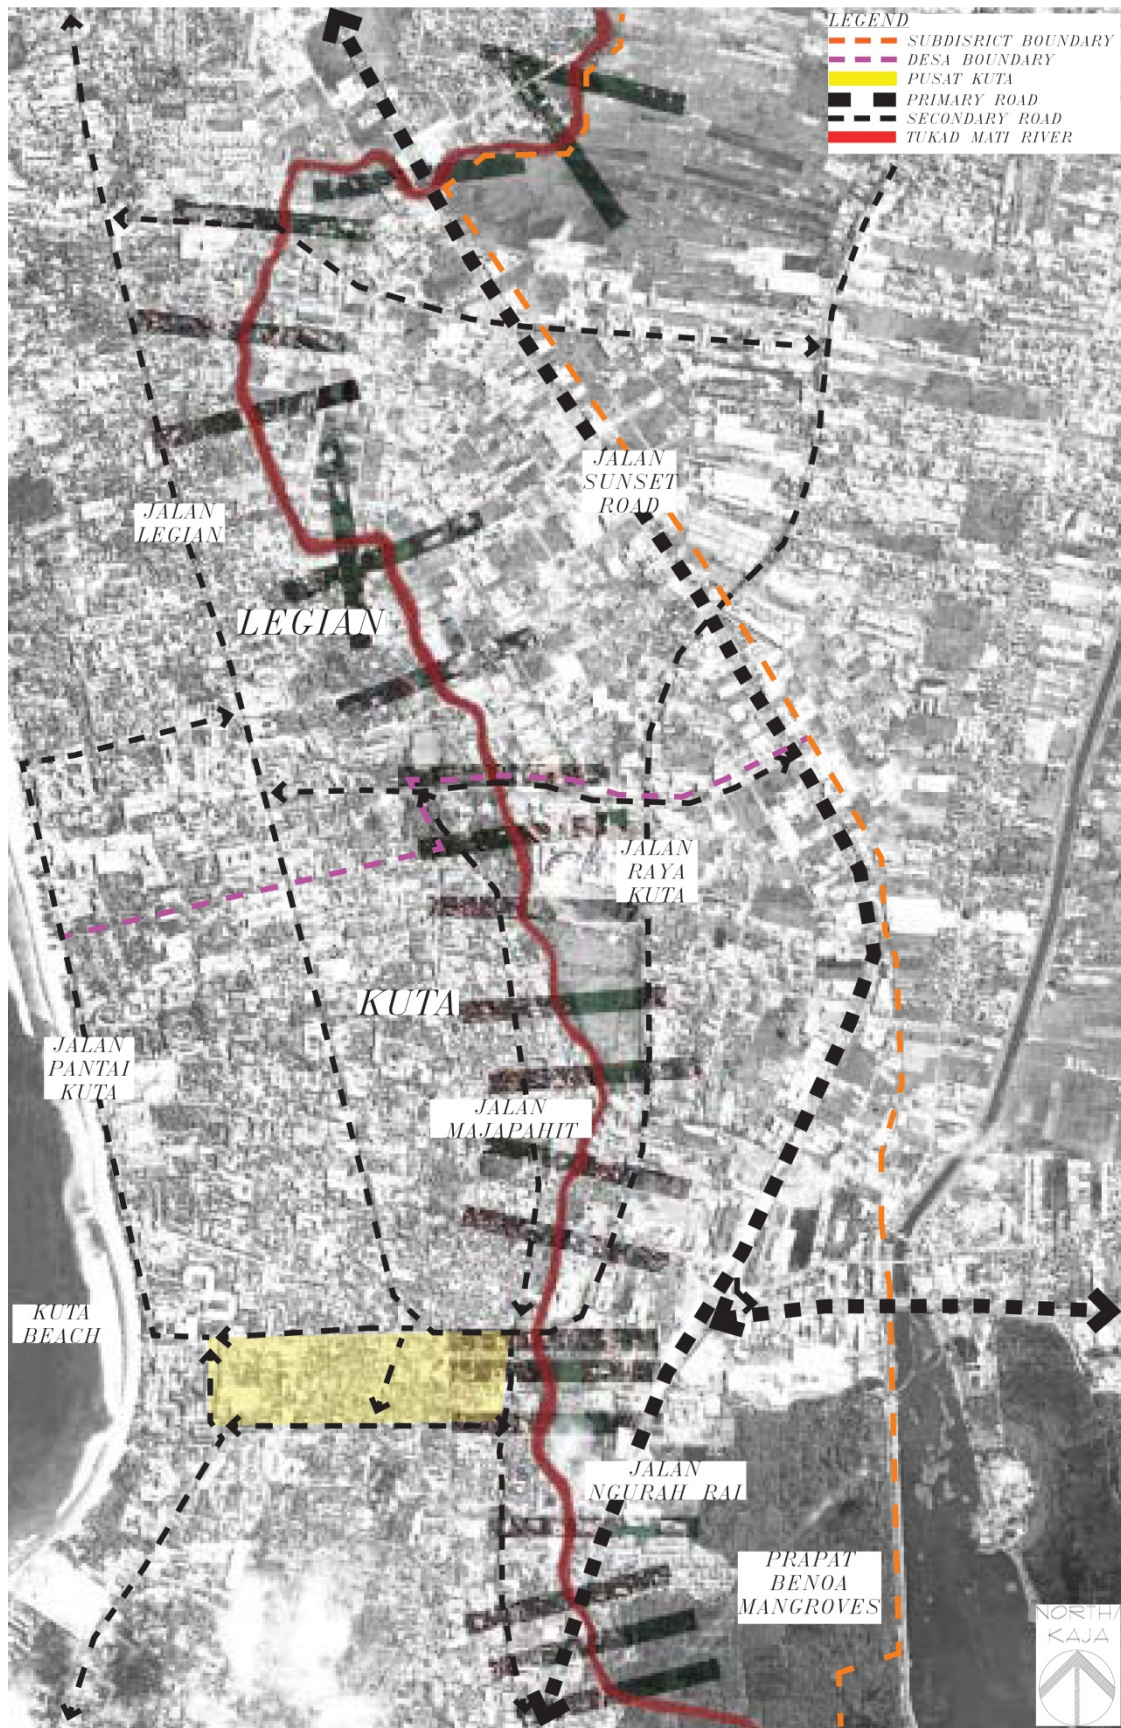 LEGEND
SUBDISRICT BOUNDARY
DESA BOUNDARY
PUSAT KUTA
PRIMARY ROAD
SECONDARY ROAD
TUKAD MATI RIVER
JALAN
SUNSET
ROAD
JALAN
LEGIAN
LEGIAN
JALAN
RAYA
KUTA
KUTA
JALAN
PANTAI
KUTA
JALAN
MAJAPAHIT
KUTA
BEACH
JALAN
NGURAH RAI
PRAPAT
BENOA
MANGROVES
NORTH/
KAJA